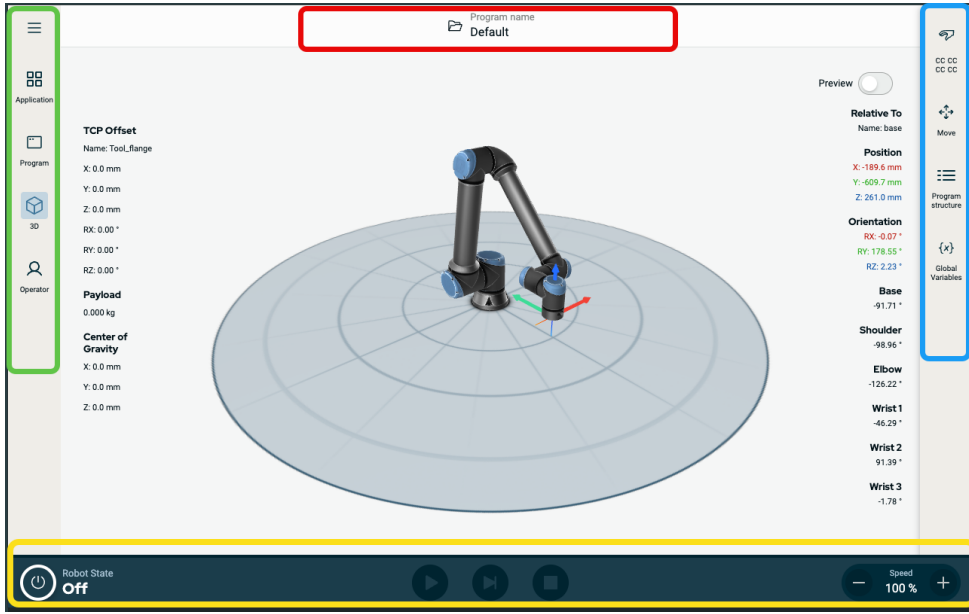 Program name
Default
Application
Program
3D
Operator
TCP Offset
Name: Tool_flange
X: 0.0 mm
Y: 0.0 mm
Z: 0.0 mm
RX: 0.00 °
RY: 0.00 °
RZ: 0.00 °
Payload
0.000 kg
Center of
Gravity
X: 0.0 mm
Y: 0.0 mm
Z: 0.0 mm
Preview
Relative To
Name: base
Position
X: -189.6 mm
Y: -609.7 mm
Z: 261.0 mm
Orientation
RX: -0.07 °
RY: 178.55 °
RZ: 2.23 °
Base
-91.71 °
Shoulder
-98.96 °
Elbow
-126.22 °
Wrist 1
-46.29 °
Wrist 2
91.39 °
Wrist 3
-1.78 °
CC CC
CC CC
Move
Program
structure
{x}
Global
Variables
Robot State
Off
Speed
100 %